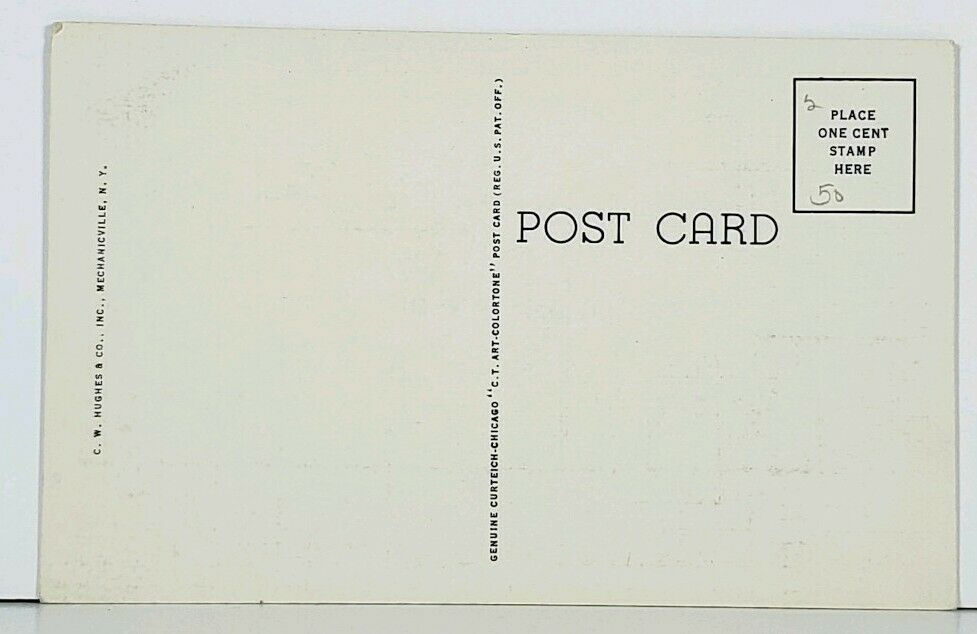 C. W. HUGHES & CO., INC., MECHANICVILLE, N. Y.
GENUINE CURTEICH-CHICAGO "C.T. ART-COLORTONE" POST CARD (REG. U.S. PAT. OFF.)
POST CARD
PLACE
ONE CENT
STAMP
HERE
50